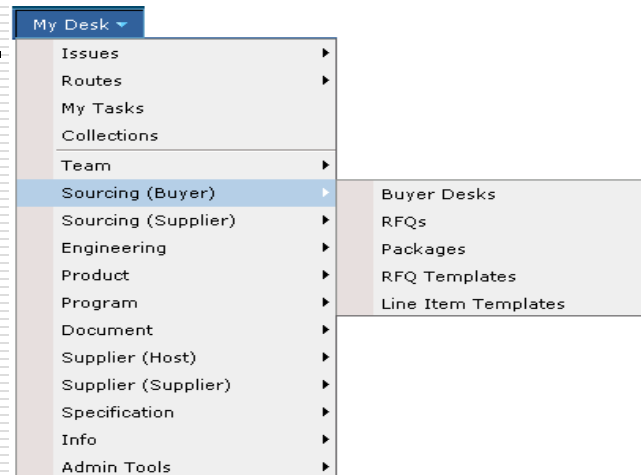 My Desk
Issues
Routes
My Tasks
Collections
Team
Sourcing (Buyer)
Sourcing (Supplier)
Engineering
Product
Program
Document
Supplier (Host)
Supplier (Supplier)
Specification
Info
Admin Tools
Buyer Desks
RFQs
Packages
RFQ Templates
Line Item Templates